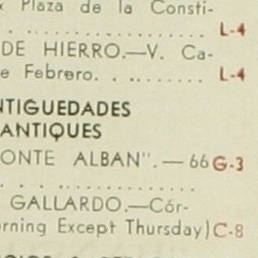 Plaza de la Consti-
L-4
DE HIERRO.—V. Ca-
e Febrero. L-4
NTIGUEDADES
ANTIQUES
ONTE ALBAN".—66 G-3
GALLARDO.—Cór-
rning Except Thursday) C-8